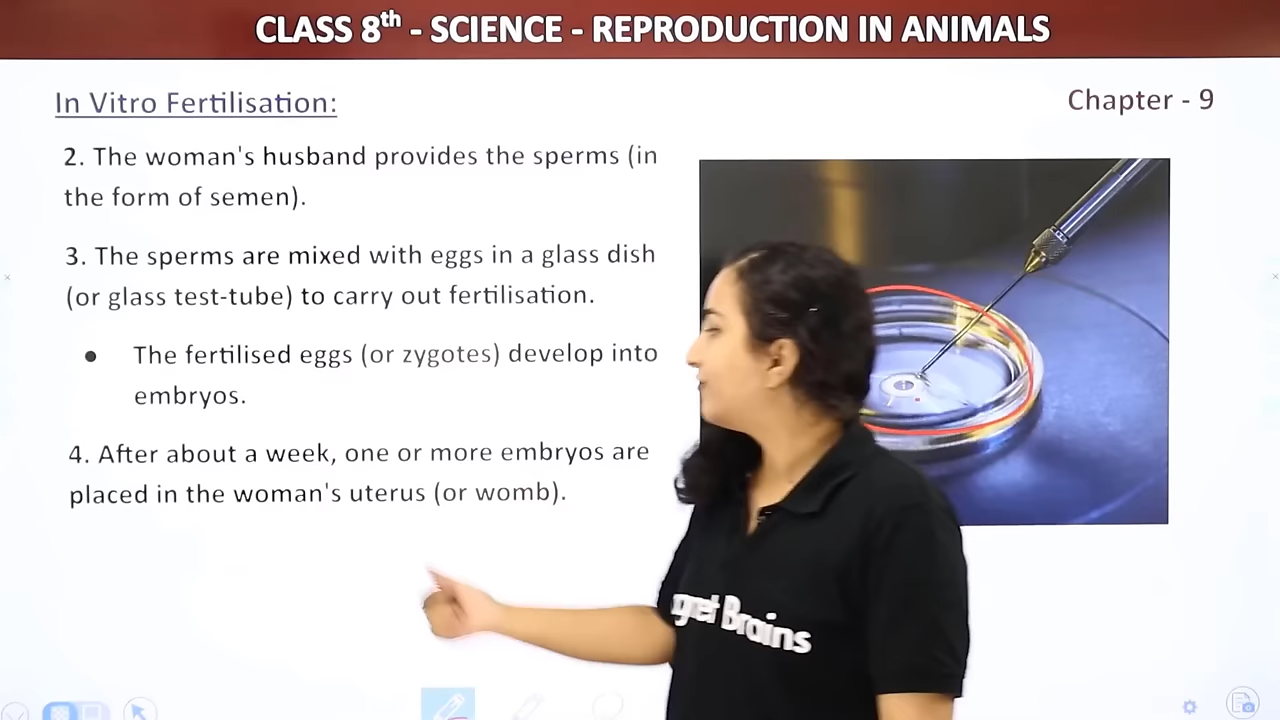 CLASS 8th - SCIENCE - REPRODUCTION IN ANIMALS
In Vitro Fertilisation:
Chapter - 9
2. The woman's husband provides the sperms (in
the form of semen).
3. The sperms are mixed with eggs in a glass dish
(or glass test-tube) to carry out fertilisation.
● The fertilised eggs (or zygotes) develop into
embryos.
4. After about a week, one or more embryos are
placed in the woman's uterus (or womb).
gnet Brains